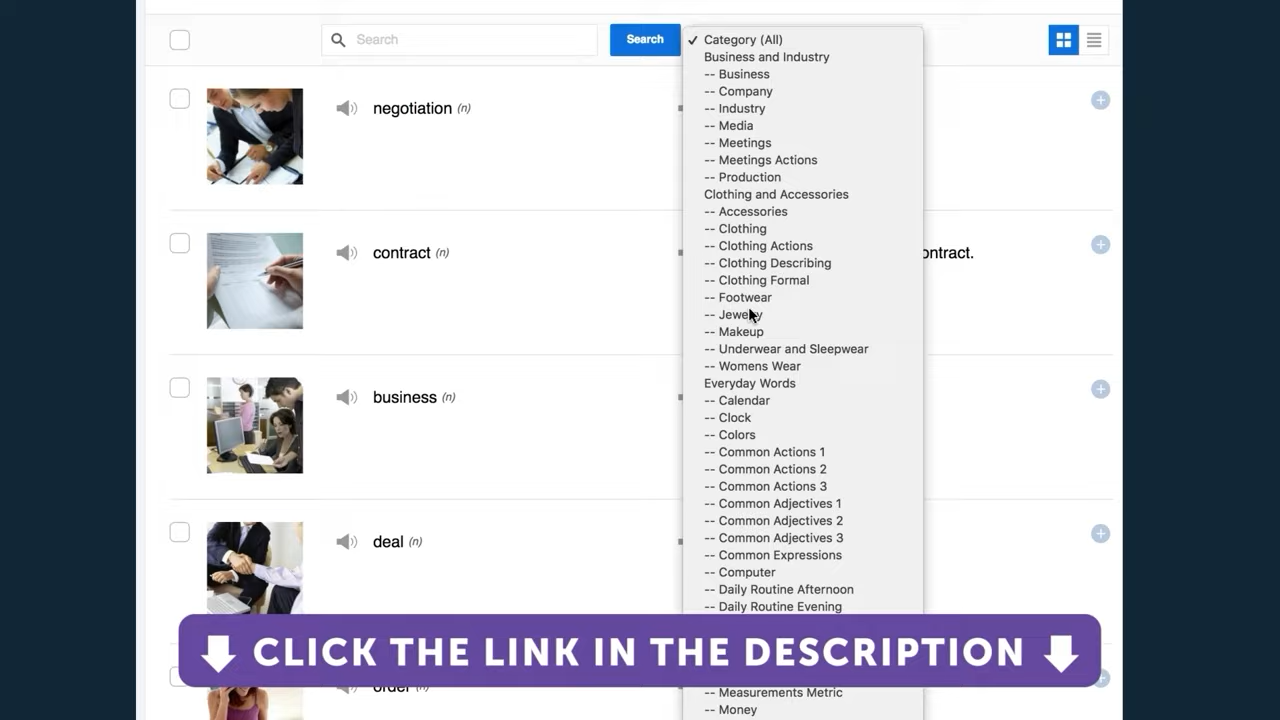 Search
Search
✓ Category (All)
Business and Industry
-- Business
-- Company
-- Industry
-- Media
-- Meetings
-- Meetings Actions
-- Production
Clothing and Accessories
-- Accessories
-- Clothing
-- Clothing Actions
-- Clothing Describing
-- Clothing Formal
-- Footwear
-- Jewelry
-- Makeup
-- Underwear and Sleepwear
-- Womens Wear
Everyday Words
-- Calendar
-- Clock
-- Colors
-- Common Actions 1
-- Common Actions 2
-- Common Actions 3
-- Common Adjectives 1
-- Common Adjectives 2
-- Common Adjectives 3
-- Common Expressions
-- Computer
-- Daily Routine Afternoon
-- Daily Routine Evening
-- Measurements Metric
-- Money
negotiation (n)
contract (n)
ontract.
business (n)
deal (n)
order (n)
CLICK THE LINK IN THE DESCRIPTION